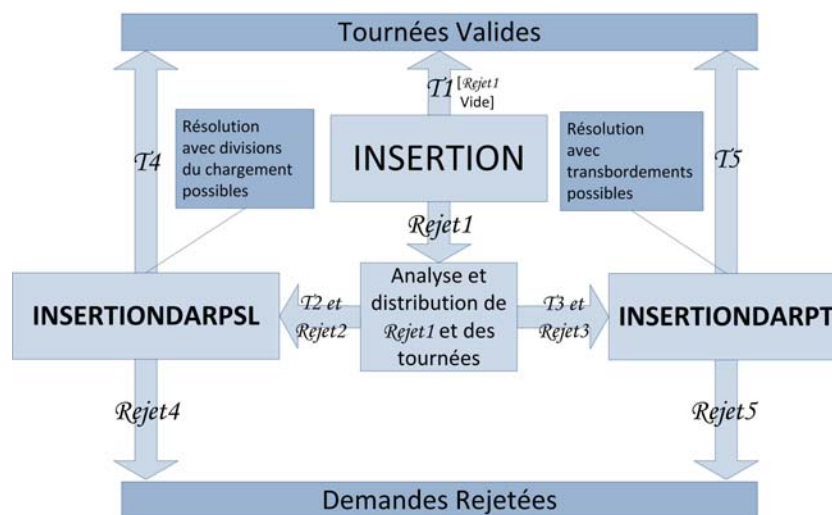 Tournées Valides
T1 [Rejet1
Vide]
Résolution
avec divisions
du chargement
possibles
INSERTION
Résolution
avec
transbordements
possibles
T4
T5
Rejet1
INSERTIONDARPSL
T2 et
Rejet2
Analyse et
distribution de
Rejet1 et des
tournées
T3 et
Rejet3
INSERTIONDARPT
Rejet4
Rejet5
Demandes Rejetées